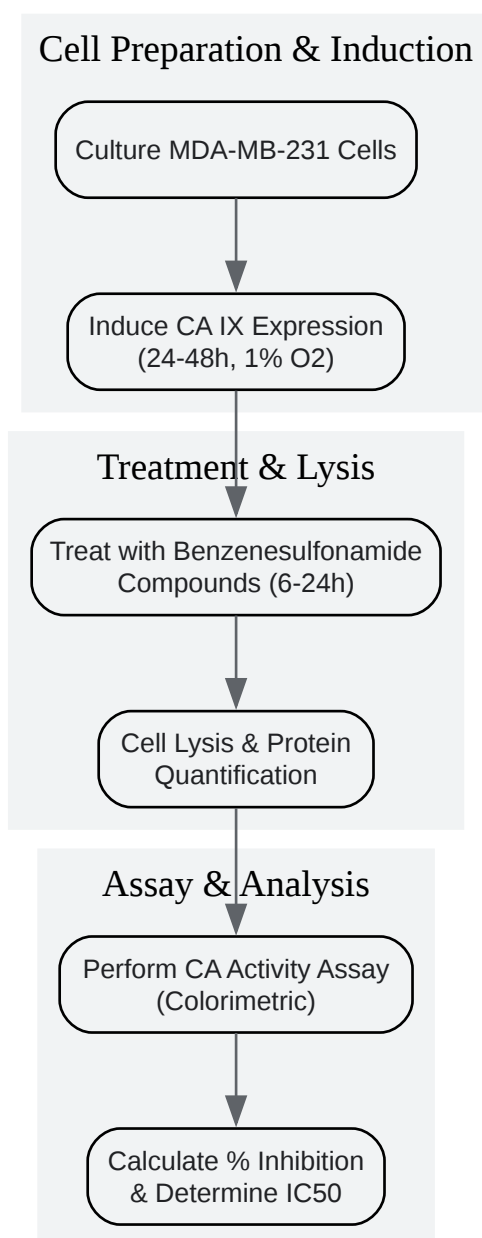 Cell Preparation & Induction
Culture MDA-MB-231 Cells
Induce CA IX Expression
(24-48h, 1% O2)
Treatment & Lysis
Treat with Benzenesulfonamide
Compounds (6-24h)
Cell Lysis & Protein
Quantification
Assay & Analysis
Perform CA Activity Assay
(Colorimetric)
Calculate % Inhibition
& Determine IC50